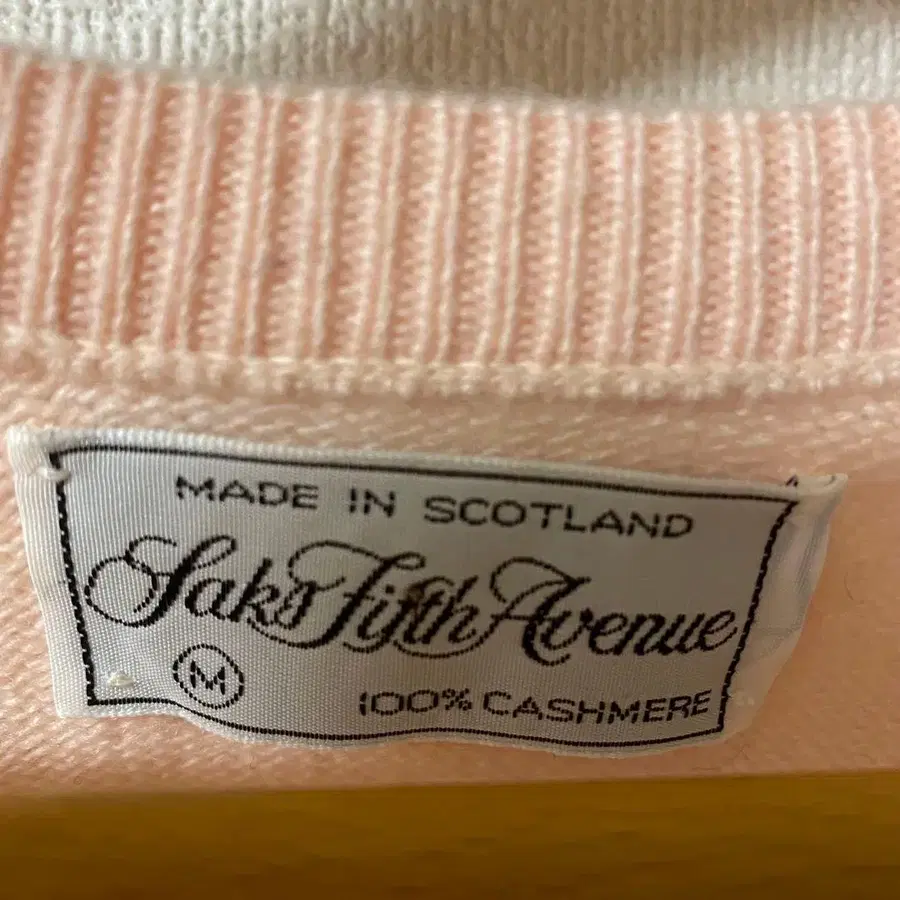 MADE IN SCOTLAND
Saks Fifth Avenue
M
100% CASHMERE